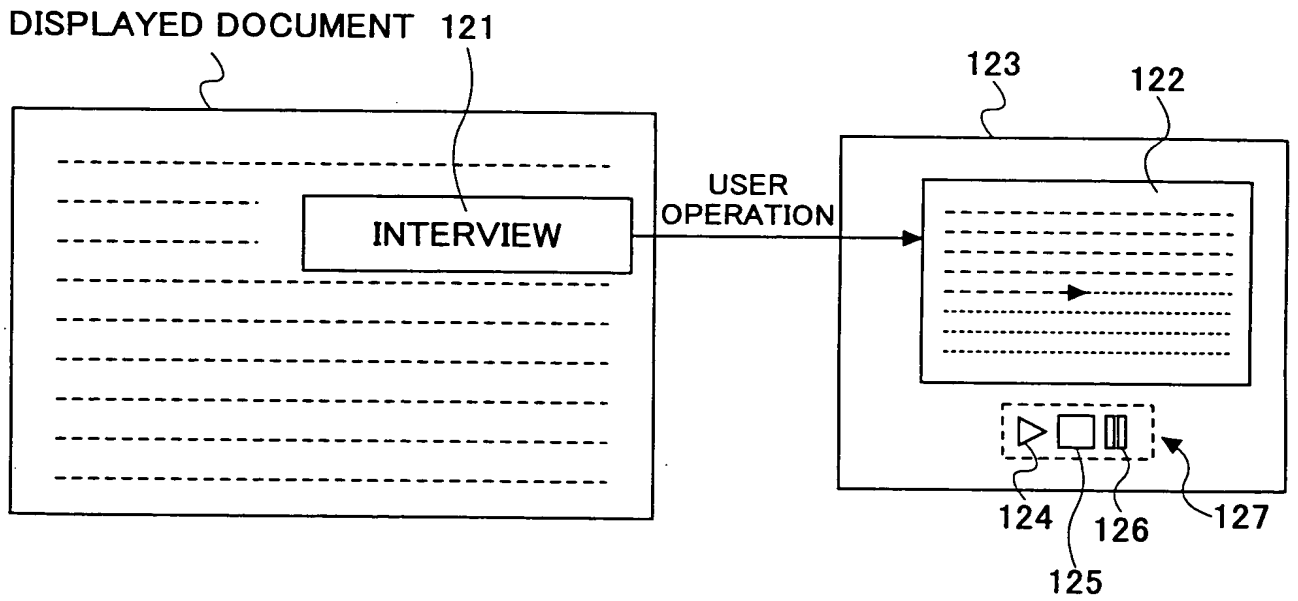 DISPLAYED DOCUMENT 121
123
122
USER
OPERATION
INTERVIEW
124
126
127
125